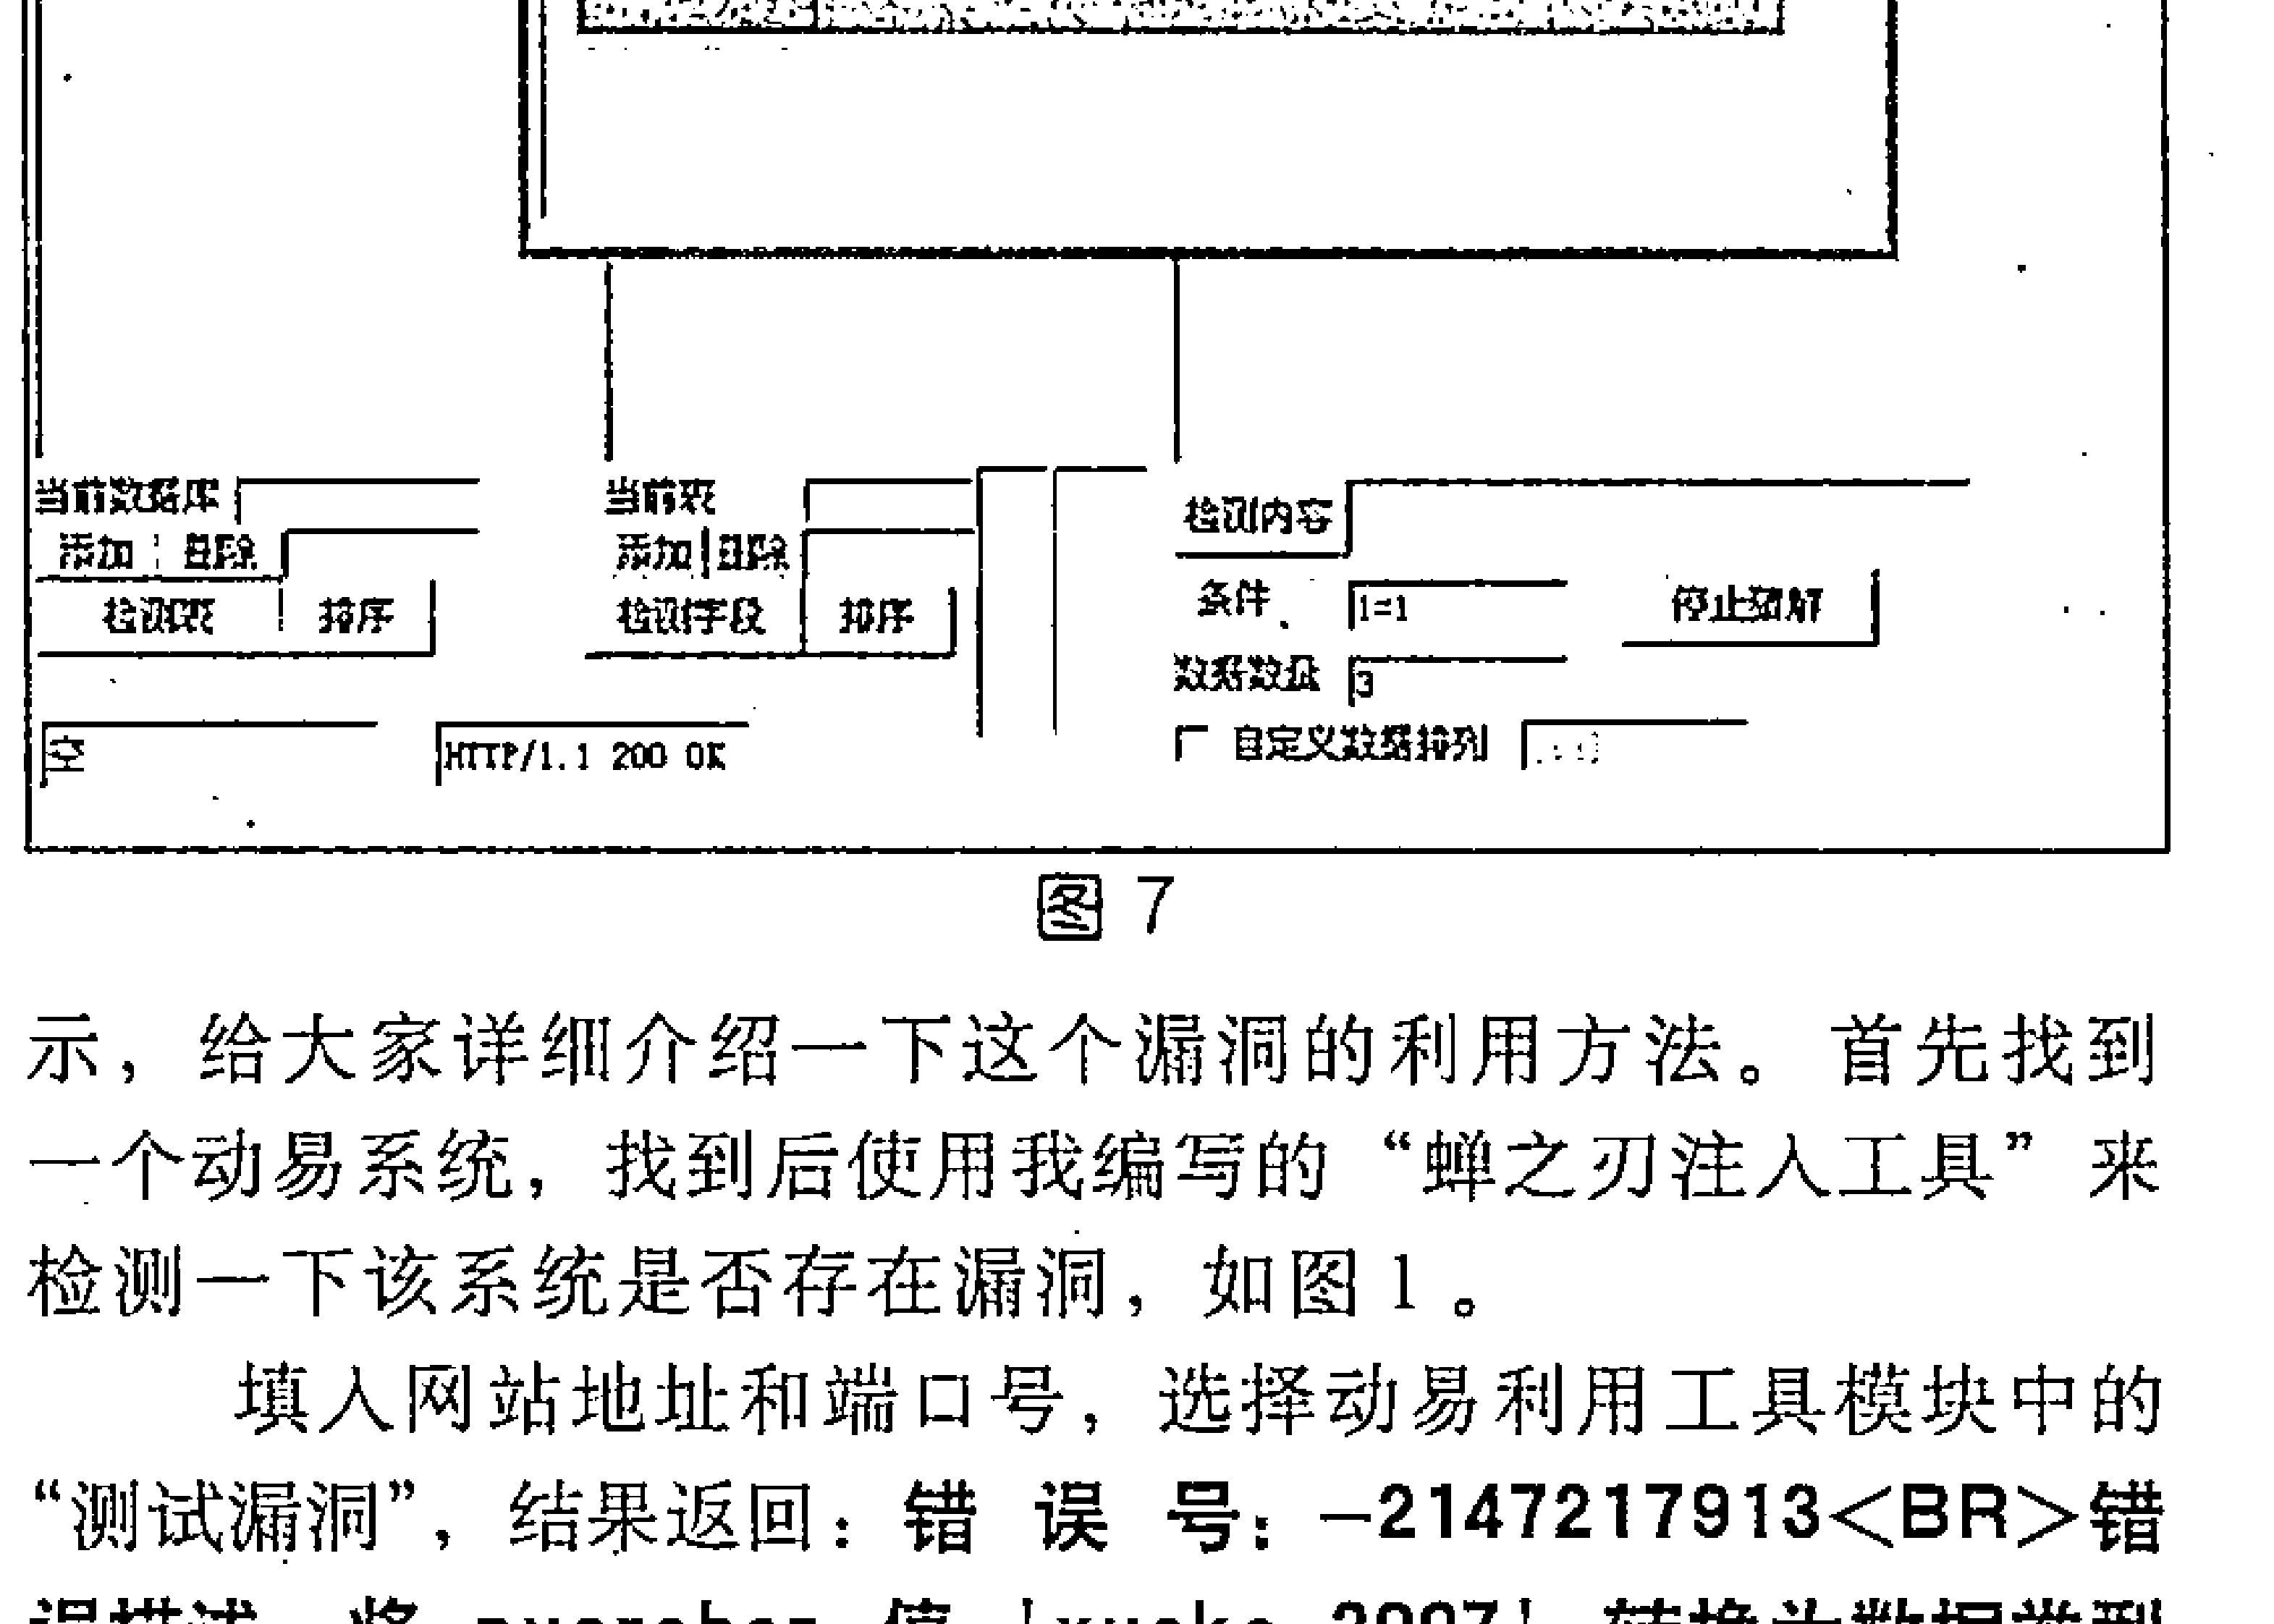 当前数据库
当前表
检测内容
添加 删除
添加 删除
条件 1=1
停止猜解
检测表 排序
检测字段 排序
数据数量 3
空
HTTP/1.1 200 OK
自定义数据排列
图 7
示，给大家详细介绍一下这个漏洞的利用方法。首先找到
一个动易系统，找到后使用我编写的“蝉之刃注入工具”来
检测一下该系统是否存在漏洞，如图 1 。
填入网站地址和端口号，选择动易利用工具模块中的
“测试漏洞”，结果返回：错 误 号：-2147217913<BR>错